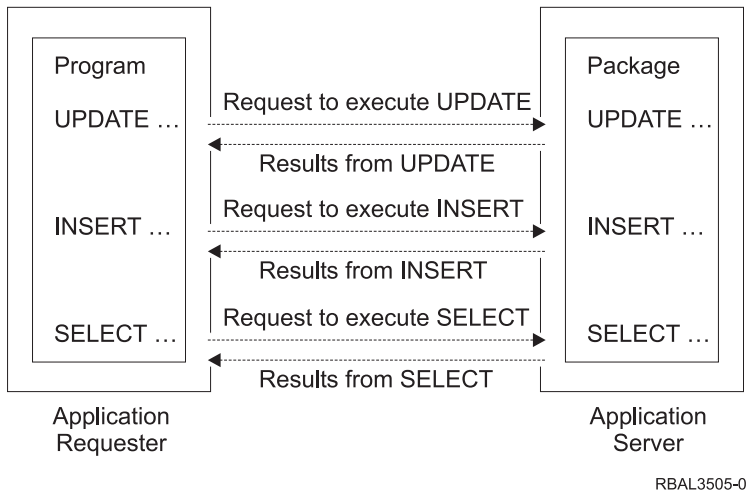 Program
Package
Request to execute UPDATE
UPDATE …
UPDATE …
Results from UPDATE
Request to execute INSERT
INSERT …
INSERT …
Results from INSERT
Request to execute SELECT
SELECT …
SELECT …
Results from SELECT
Application
Requester
Application
Server
RBAL3505-0